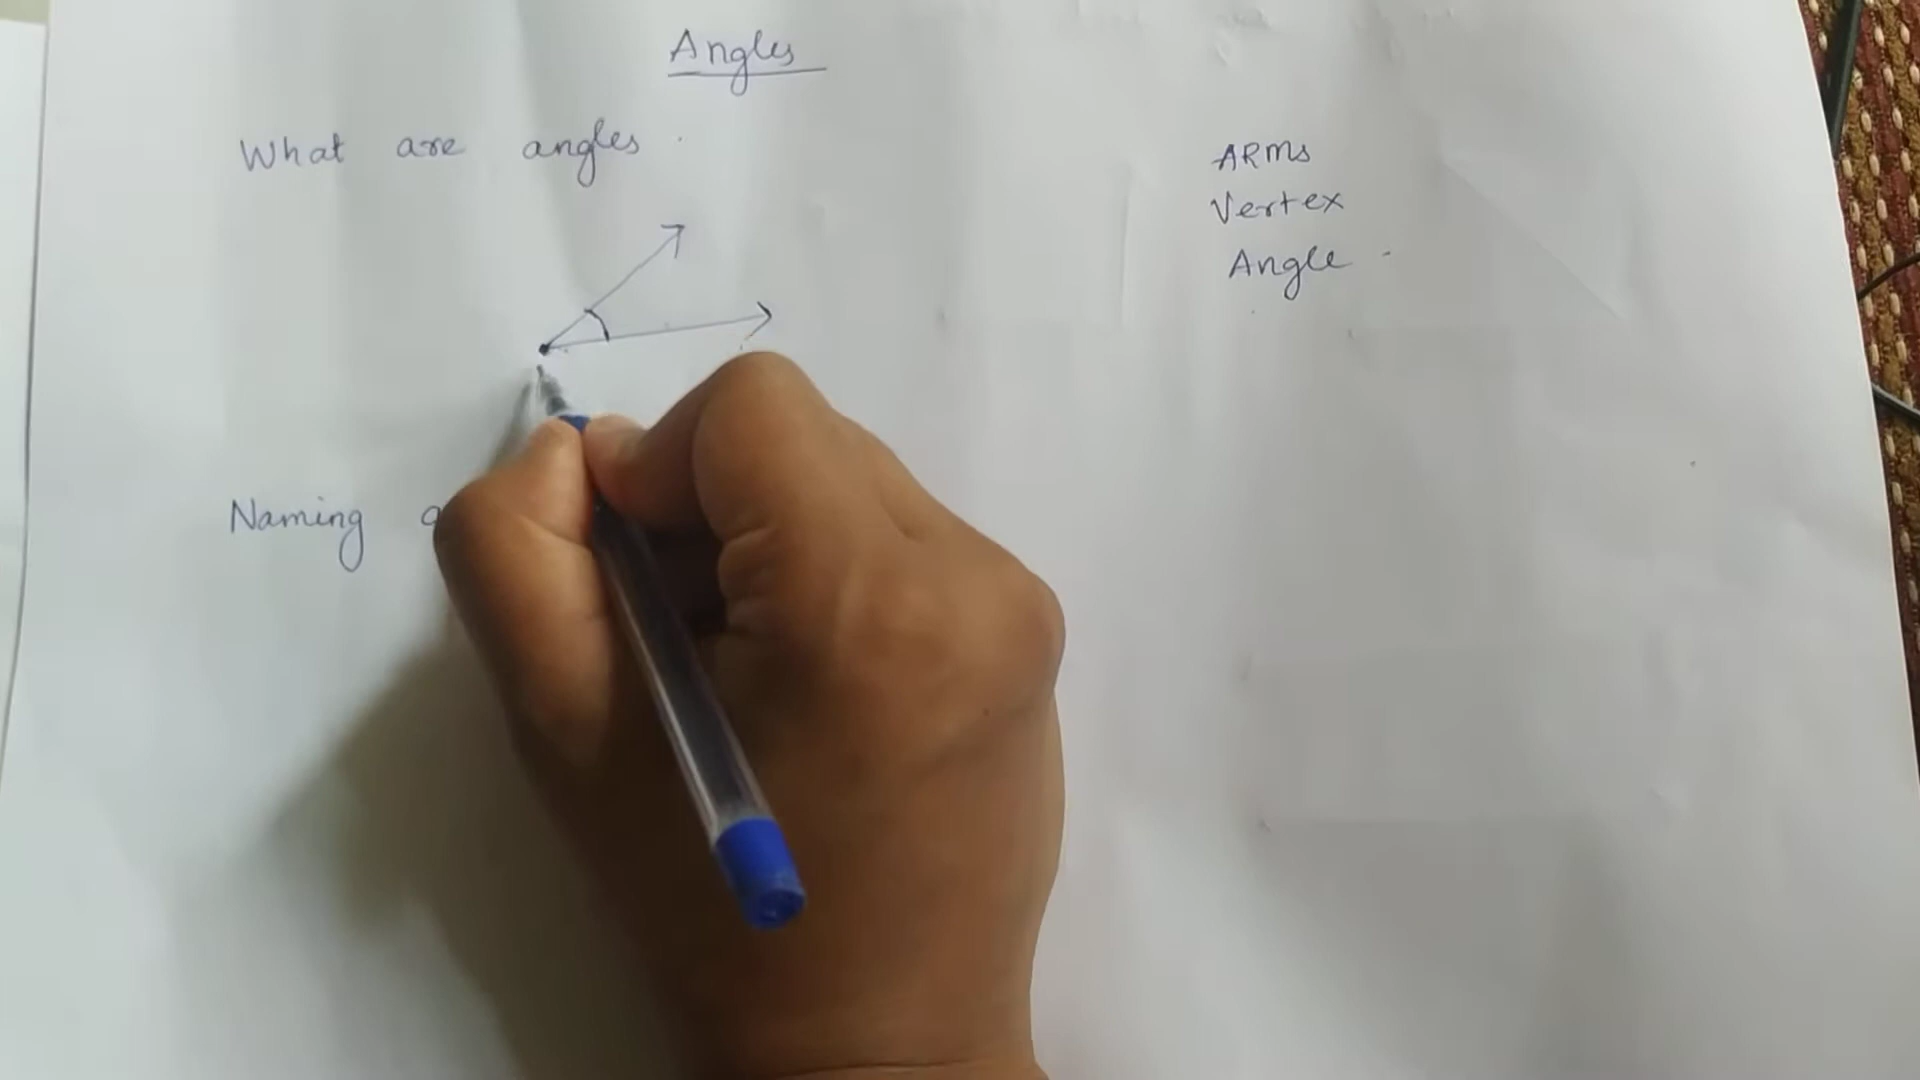 Angles
What are angles.
ARMs
Vertex
Angle -
Naming